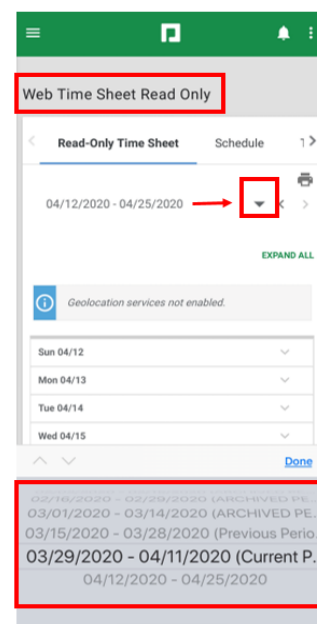 Web Time Sheet Read Only
Read-Only Time Sheet Schedule
04/12/2020 - 04/25/2020
EXPAND ALL
Geolocation services not enabled.
Sun 04/12
Mon 04/13
Tue 04/14
Wed 04/15
Done
02/16/2020 - 02/29/2020 (ARCHIVED PE..
03/01/2020 - 03/14/2020 (ARCHIVED PE..
03/15/2020 - 03/28/2020 (Previous Perio
03/29/2020 - 04/11/2020 (Current P.
04/12/2020 - 04/25/2020